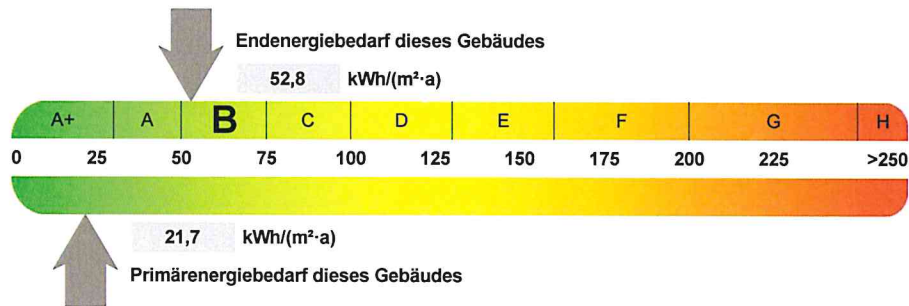 Endenergiebedarf dieses Gebäudes
52,8 kWh/(m²·a)
A+ A B C D E F G H
0 25 50 75 100 125 150 175 200 225 >250
21,7 kWh/(m²·a)
Primärenergiebedarf dieses Gebäudes